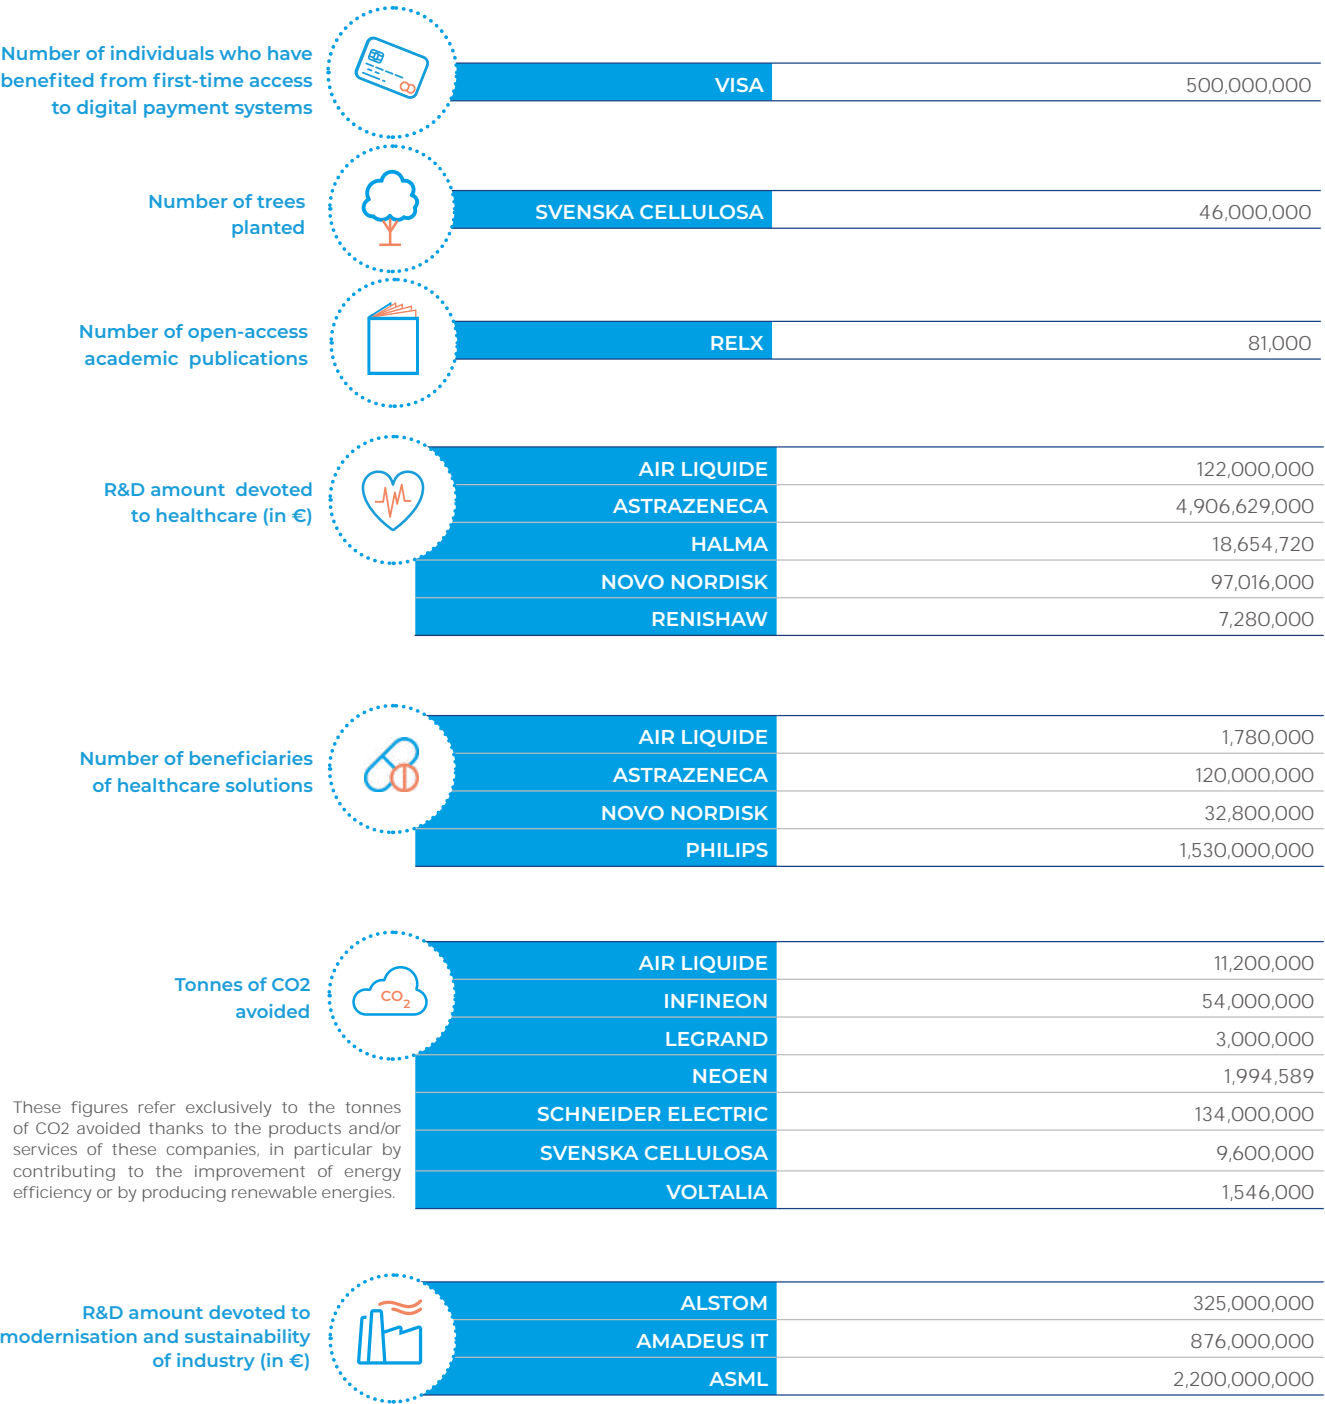 Number of individuals who have
benefited from first-time access
to digital payment systems
VISA 500,000,000
Number of trees
planted
SVENSKA CELLULOSA 46,000,000
Number of open-access
academic publications
RELX 81,000
R&D amount devoted
to healthcare (in €)
AIR LIQUIDE 122,000,000
ASTRAZENECA 4,906,629,000
HALMA 18,654,720
NOVO NORDISK 97,016,000
RENISHAW 7,280,000
Number of beneficiaries
of healthcare solutions
AIR LIQUIDE 1,780,000
ASTRAZENECA 120,000,000
NOVO NORDISK 32,800,000
PHILIPS 1,530,000,000
Tonnes of CO2
avoided
CO2
These figures refer exclusively to the tonnes
of CO2 avoided thanks to the products and/or
services of these companies, in particular by
contributing to the improvement of energy
efficiency or by producing renewable energies.
AIR LIQUIDE 11,200,000
INFINEON 54,000,000
LEGRAND 3,000,000
NEOEN 1,994,589
SCHNEIDER ELECTRIC 134,000,000
SVENSKA CELLULOSA 9,600,000
VOLTALIA 1,546,000
R&D amount devoted to
modernisation and sustainability
of industry (in €)
ALSTOM 325,000,000
AMADEUS IT 876,000,000
ASML 2,200,000,000